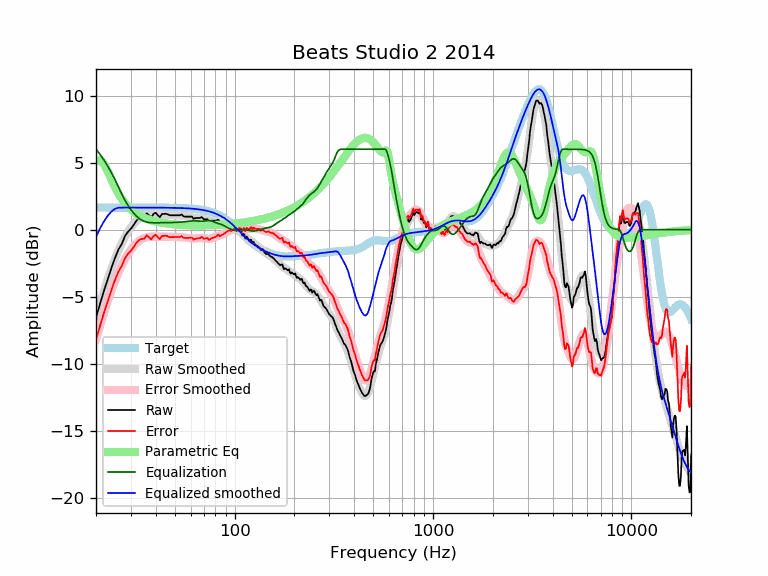 Beats Studio 2 2014
Amplitude (dBr)
10
5
0
−5
−10
−15
−20
Target
Raw Smoothed
Error Smoothed
Raw
Error
Parametric Eq
Equalization
Equalized smoothed
100
1000
10000
Frequency (Hz)